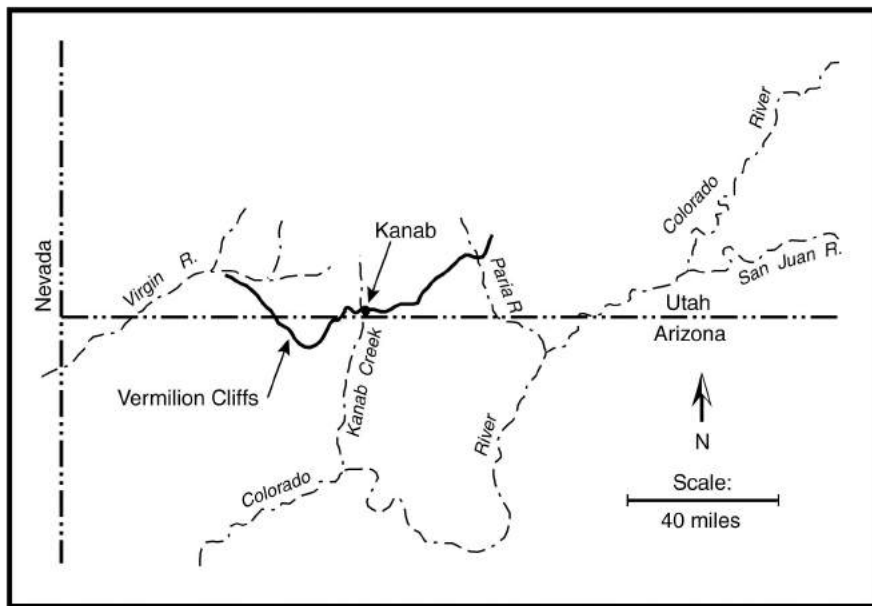 River
Colorado
Kanab
Nevada
Virgin R.
Paria R.
San Juan R.
Utah
Arizona
Vermilion Cliffs
Kanab Creek
River
N
Colorado
Scale:
40 miles